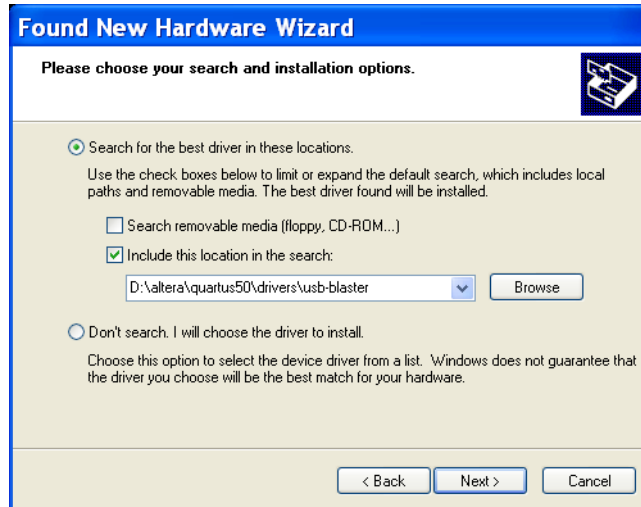 Found New Hardware Wizard
Please choose your search and installation options.
Search for the best driver in these locations.
Use the check boxes below to limit or expand the default search, which includes local
paths and removable media. The best driver found will be installed.
Search removable media (floppy, CD-ROM...)
Include this location in the search:
D:\altera\quartus50\drivers\usb-blaster
Browse
Don't search. I will choose the driver to install.
Choose this option to select the device driver from a list. Windows does not guarantee that
the driver you choose will be the best match for your hardware.
< Back
Next >
Cancel